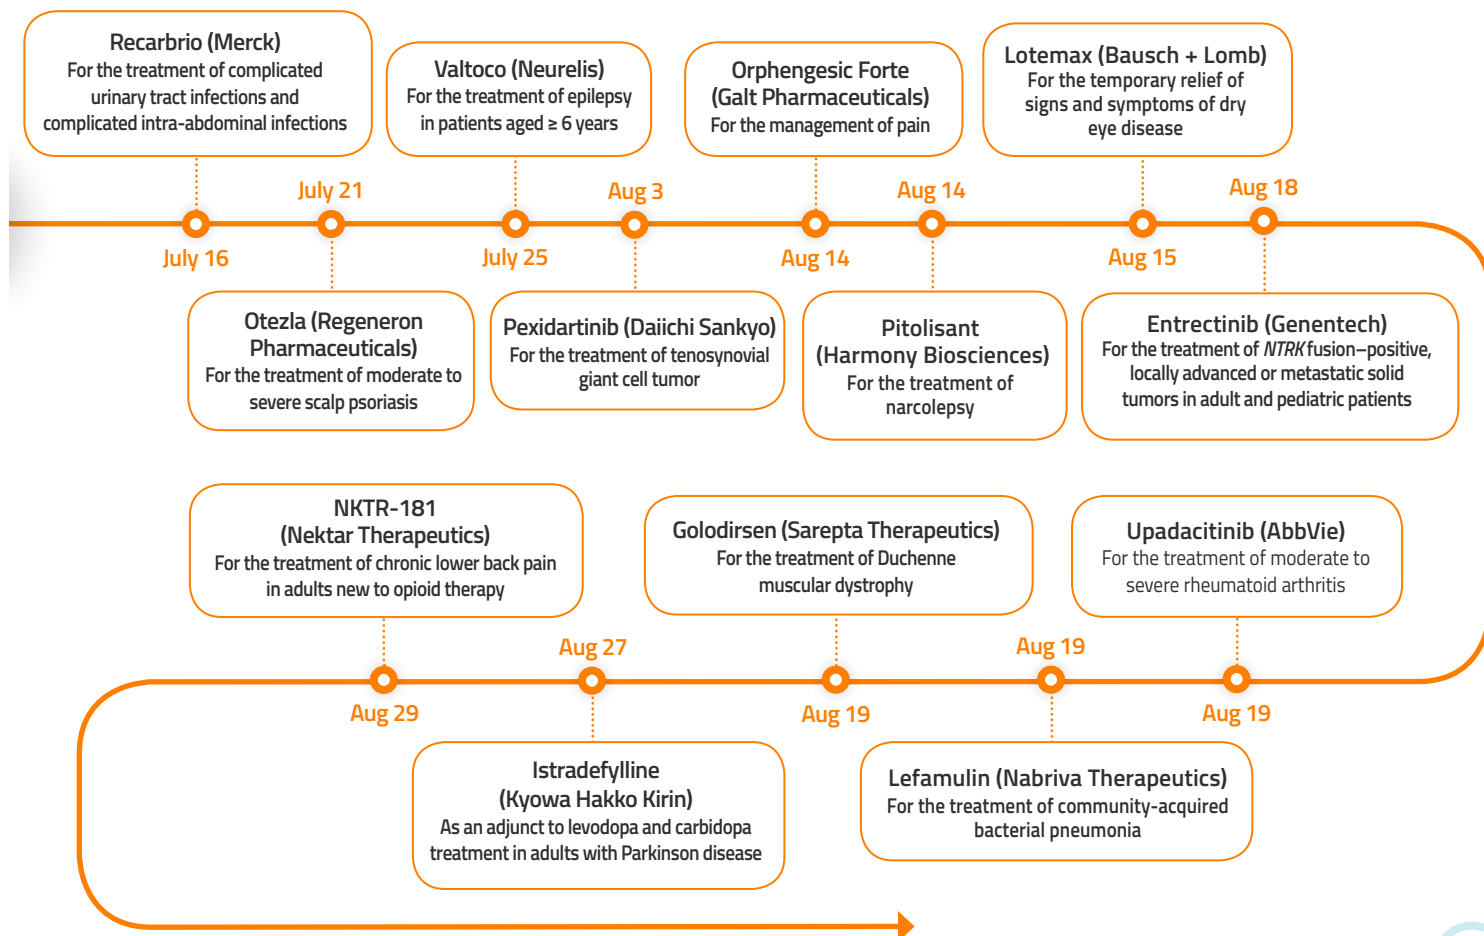 Recarbrio (Merck)
For the treatment of complicated
urinary tract infections and
complicated intra-abdominal infections
July 16
July 21
Otezla (Regeneron
Pharmaceuticals)
For the treatment of moderate to
severe scalp psoriasis
Valtoco (Neurelis)
For the treatment of epilepsy
in patients aged ≥ 6 years
July 25
Aug 3
Pexidartinib (Daiichi Sankyo)
For the treatment of tenosynovial
giant cell tumor
Orphengesic Forte
(Galt Pharmaceuticals)
For the management of pain
Aug 14
Aug 14
Pitolisant
(Harmony Biosciences)
For the treatment of
narcolepsy
Lotemax (Bausch + Lomb)
For the temporary relief of
signs and symptoms of dry
eye disease
Aug 15
Aug 18
Entrectinib (Genentech)
For the treatment of NTRK fusion–positive,
locally advanced or metastatic solid
tumors in adult and pediatric patients
Upadacitinib (AbbVie)
For the treatment of moderate to
severe rheumatoid arthritis
Aug 19
Aug 19
Lefamulin (Nabriva Therapeutics)
For the treatment of community-acquired
bacterial pneumonia
Golodirsen (Sarepta Therapeutics)
For the treatment of Duchenne
muscular dystrophy
Aug 19
Aug 27
Istradefylline
(Kyowa Hakko Kirin)
As an adjunct to levodopa and carbidopa
treatment in adults with Parkinson disease
NKTR-181
(Nektar Therapeutics)
For the treatment of chronic lower back pain
in adults new to opioid therapy
Aug 29